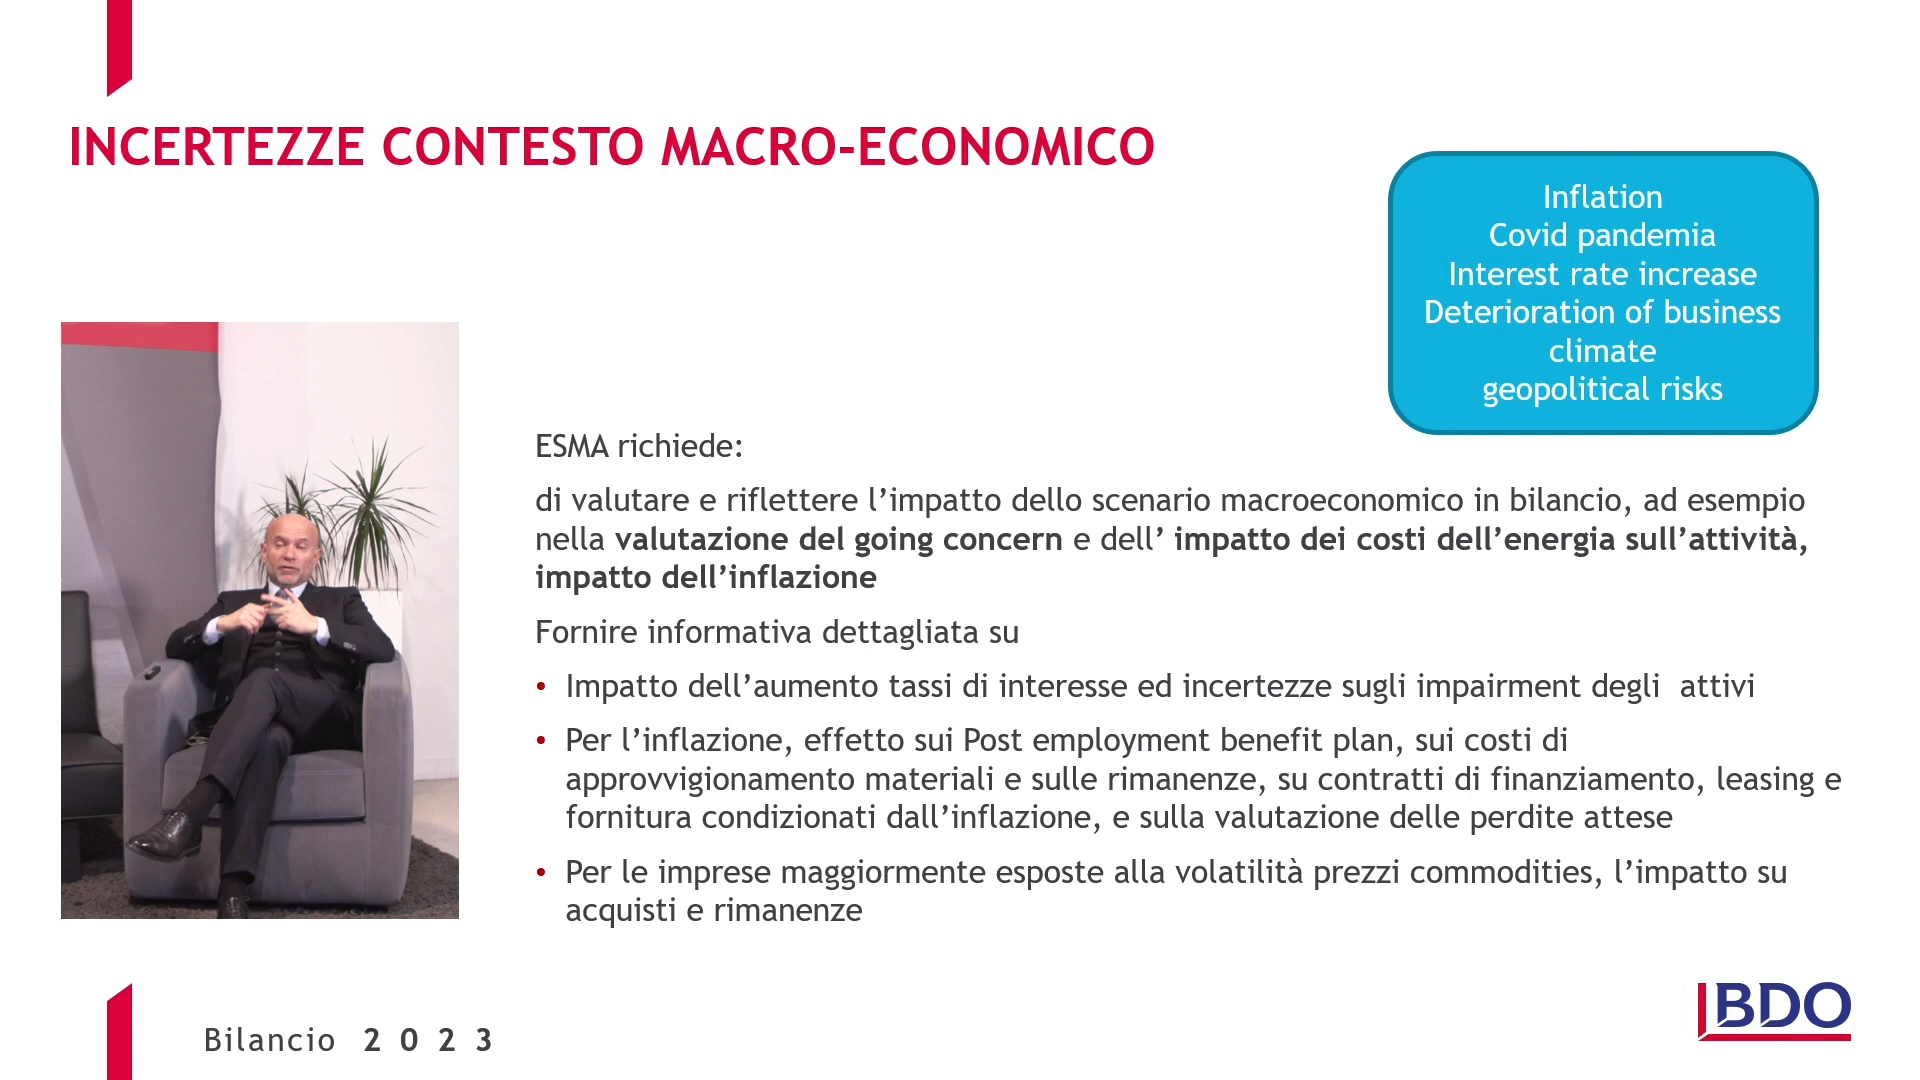 INCERTEZZE CONTESTO MACRO-ECONOMICO
Inflation
Covid pandemia
Interest rate increase
Deterioration of business
climate
geopolitical risks
ESMA richiede:
di valutare e riflettere l’impatto dello scenario macroeconomico in bilancio, ad esempio
nella valutazione del going concern e dell’ impatto dei costi dell’energia sull’attività,
impatto dell’inflazione
Fornire informativa dettagliata su
• Impatto dell’aumento tassi di interesse ed incertezze sugli impairment degli  attivi
• Per l’inflazione, effetto sui Post employment benefit plan, sui costi di
approvvigionamento materiali e sulle rimanenze, su contratti di finanziamento, leasing e
fornitura condizionati dall’inflazione, e sulla valutazione delle perdite attese
• Per le imprese maggiormente esposte alla volatilità prezzi commodities, l’impatto su
acquisti e rimanenze
Bilancio 2 0 2 3
BDO